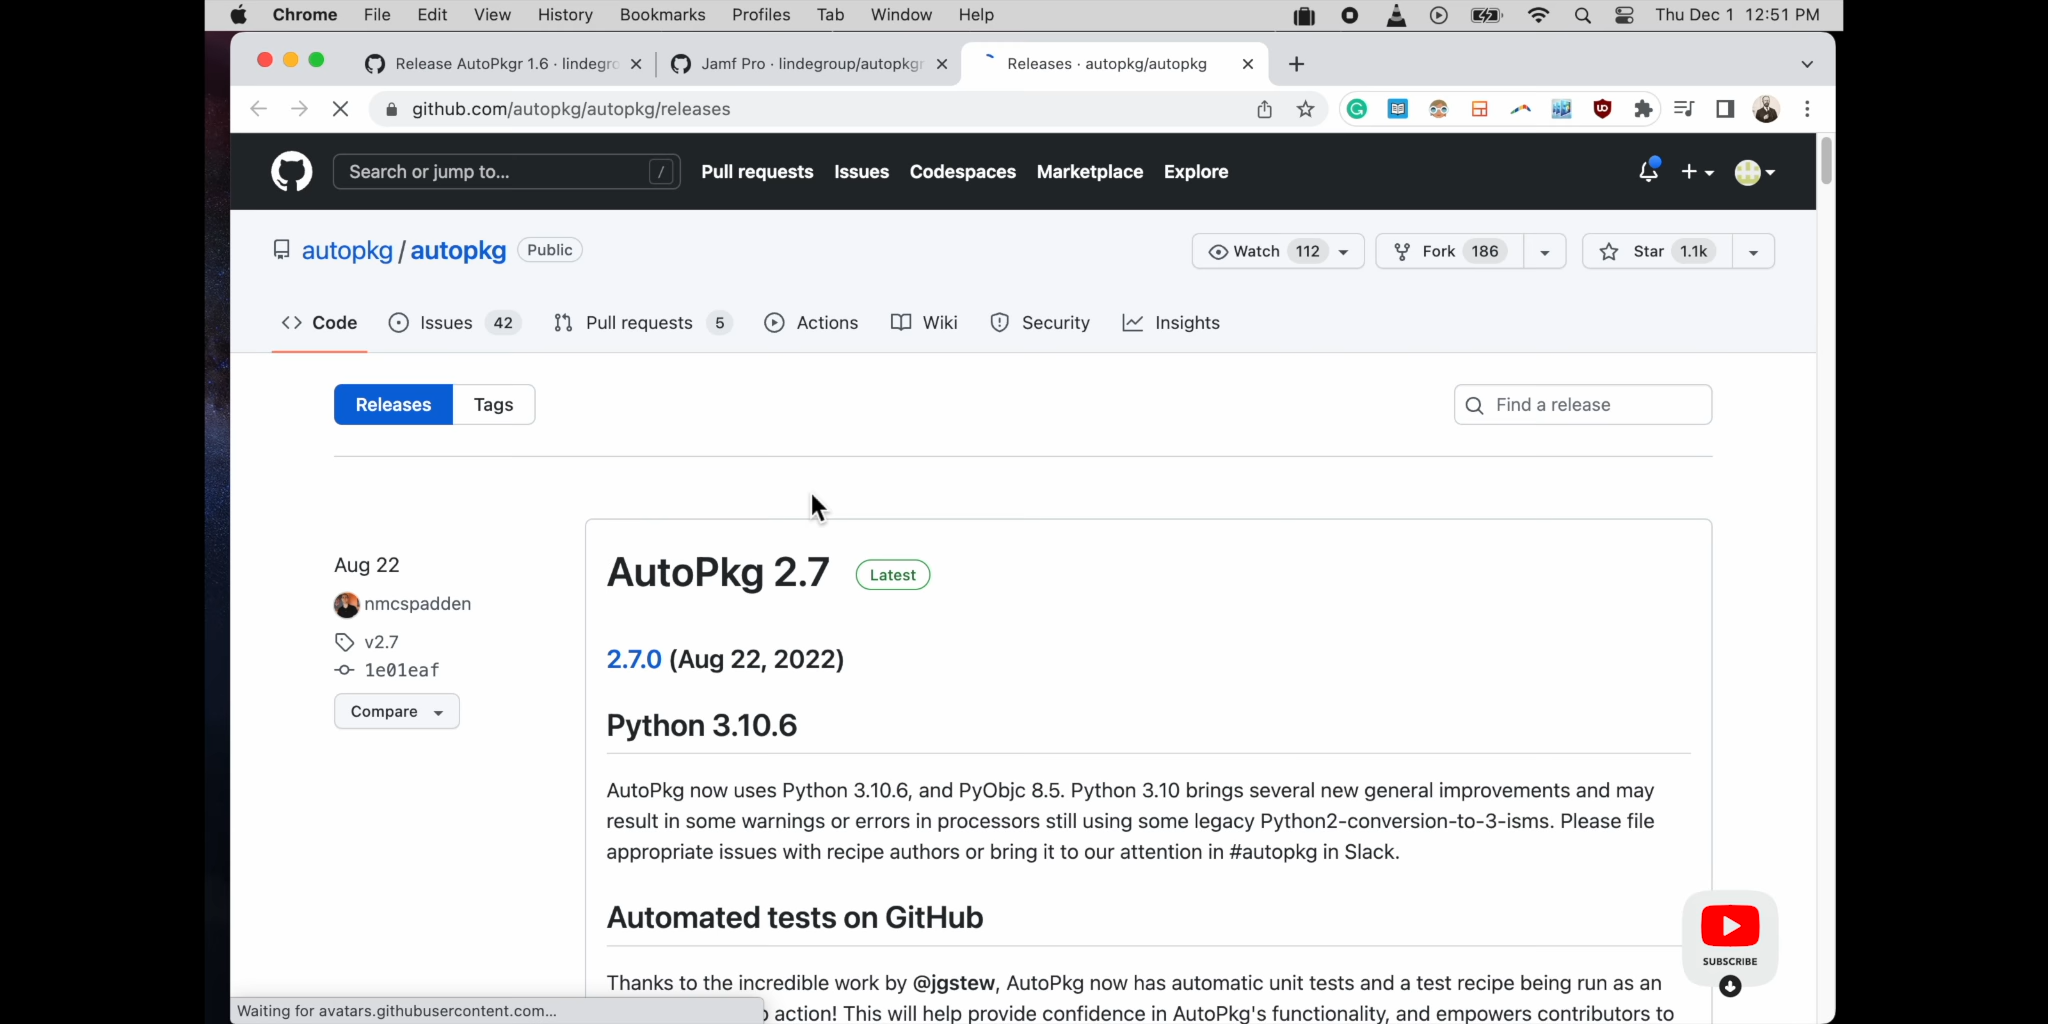 Chrome File Edit View History Bookmarks Profiles Tab Window Help Thu Dec 1 12:51 PM
Release AutoPkgr 1.6 · lindegro Jamf Pro · lindegroup/autopkgr Releases · autopkg/autopkg
github.com/autopkg/autopkg/releases
Search or jump to... / Pull requests Issues Codespaces Marketplace Explore
autopkg / autopkg Public Watch 112 Fork 186 Star 1.1k
Code Issues 42 Pull requests 5 Actions Wiki Security Insights
Releases Tags Find a release
Aug 22
nmcspadden
v2.7
1e01eaf
Compare
AutoPkg 2.7 Latest
2.7.0 (Aug 22, 2022)
Python 3.10.6
AutoPkg now uses Python 3.10.6, and PyObjc 8.5. Python 3.10 brings several new general improvements and may
result in some warnings or errors in processors still using some legacy Python2-conversion-to-3-isms. Please file
appropriate issues with recipe authors or bring it to our attention in #autopkg in Slack.
Automated tests on GitHub
Thanks to the incredible work by @jgstew, AutoPkg now has automatic unit tests and a test recipe being run as an
action! This will help provide confidence in AutoPkg's functionality, and empowers contributors to
SUBSCRIBE
Waiting for avatars.githubusercontent.com...